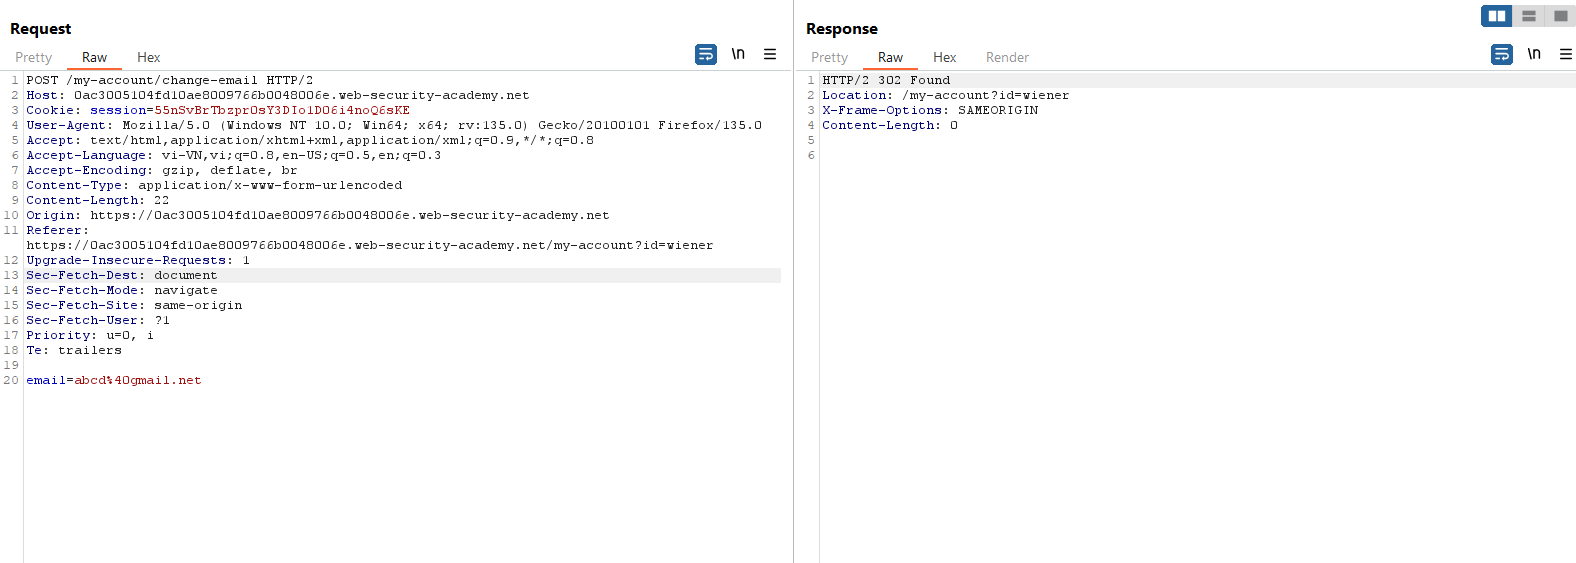 Request
Pretty Raw Hex \n
1 POST /my-account/change-email HTTP/2
2 Host: 0ac3005104fd10ae8009766b0048006e.web-security-academy.net
3 Cookie: session=55nSvBrTbzpr0sY3DIo1D06i4noQ6sKE
4 User-Agent: Mozilla/5.0 (Windows NT 10.0; Win64; x64; rv:135.0) Gecko/20100101 Firefox/135.0
5 Accept: text/html,application/xhtml+xml,application/xml;q=0.9,*/*;q=0.8
6 Accept-Language: vi-VN,vi;q=0.8,en-US;q=0.5,en;q=0.3
7 Accept-Encoding: gzip, deflate, br
8 Content-Type: application/x-www-form-urlencoded
9 Content-Length: 22
10 Origin: https://0ac3005104fd10ae8009766b0048006e.web-security-academy.net
11 Referer:
https://0ac3005104fd10ae8009766b0048006e.web-security-academy.net/my-account?id=wiener
12 Upgrade-Insecure-Requests: 1
13 Sec-Fetch-Dest: document
14 Sec-Fetch-Mode: navigate
15 Sec-Fetch-Site: same-origin
16 Sec-Fetch-User: ?1
17 Priority: u=0, i
18 Te: trailers
19
20 email=abcd%40gmail.net
Response
Pretty Raw Hex Render \n
1 HTTP/2 302 Found
2 Location: /my-account?id=wiener
3 X-Frame-Options: SAMEORIGIN
4 Content-Length: 0
5
6